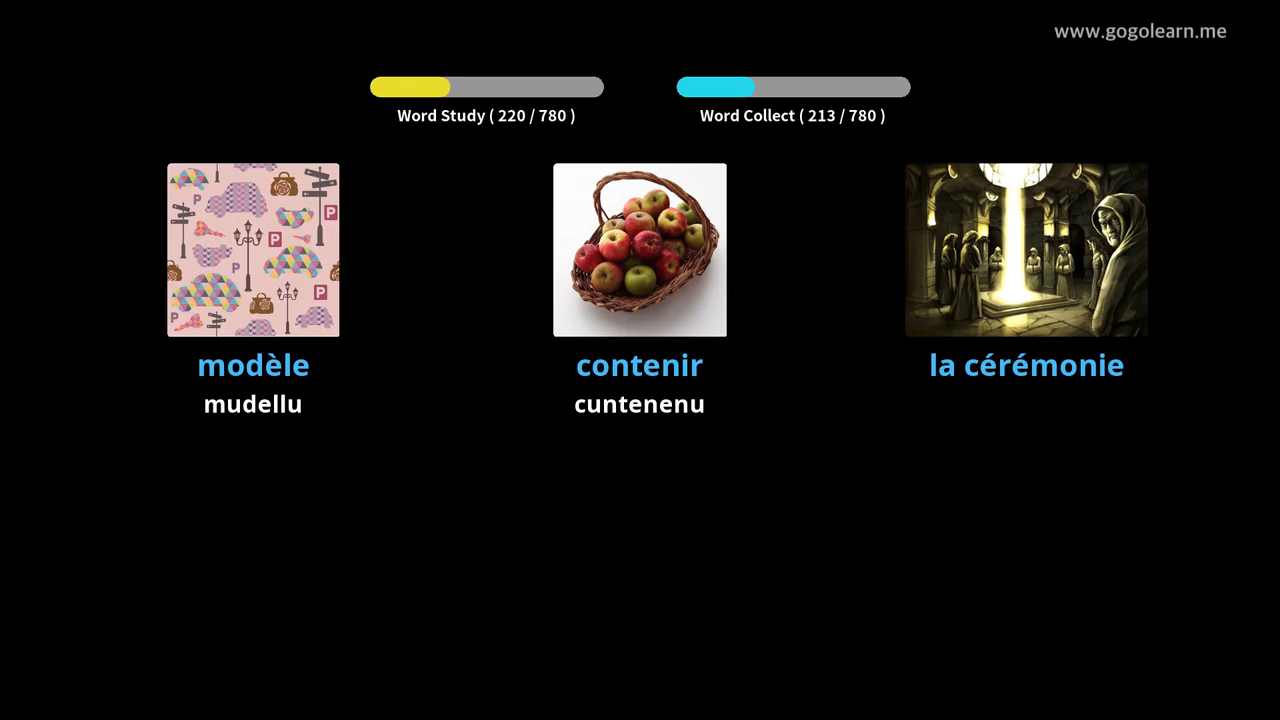 www.gogolearn.me
Word Study ( 220 / 780 )
Word Collect ( 213 / 780 )
P
P
P
P
P
P
modèle
contenir
la cérémonie
mudellu
cuntenenu